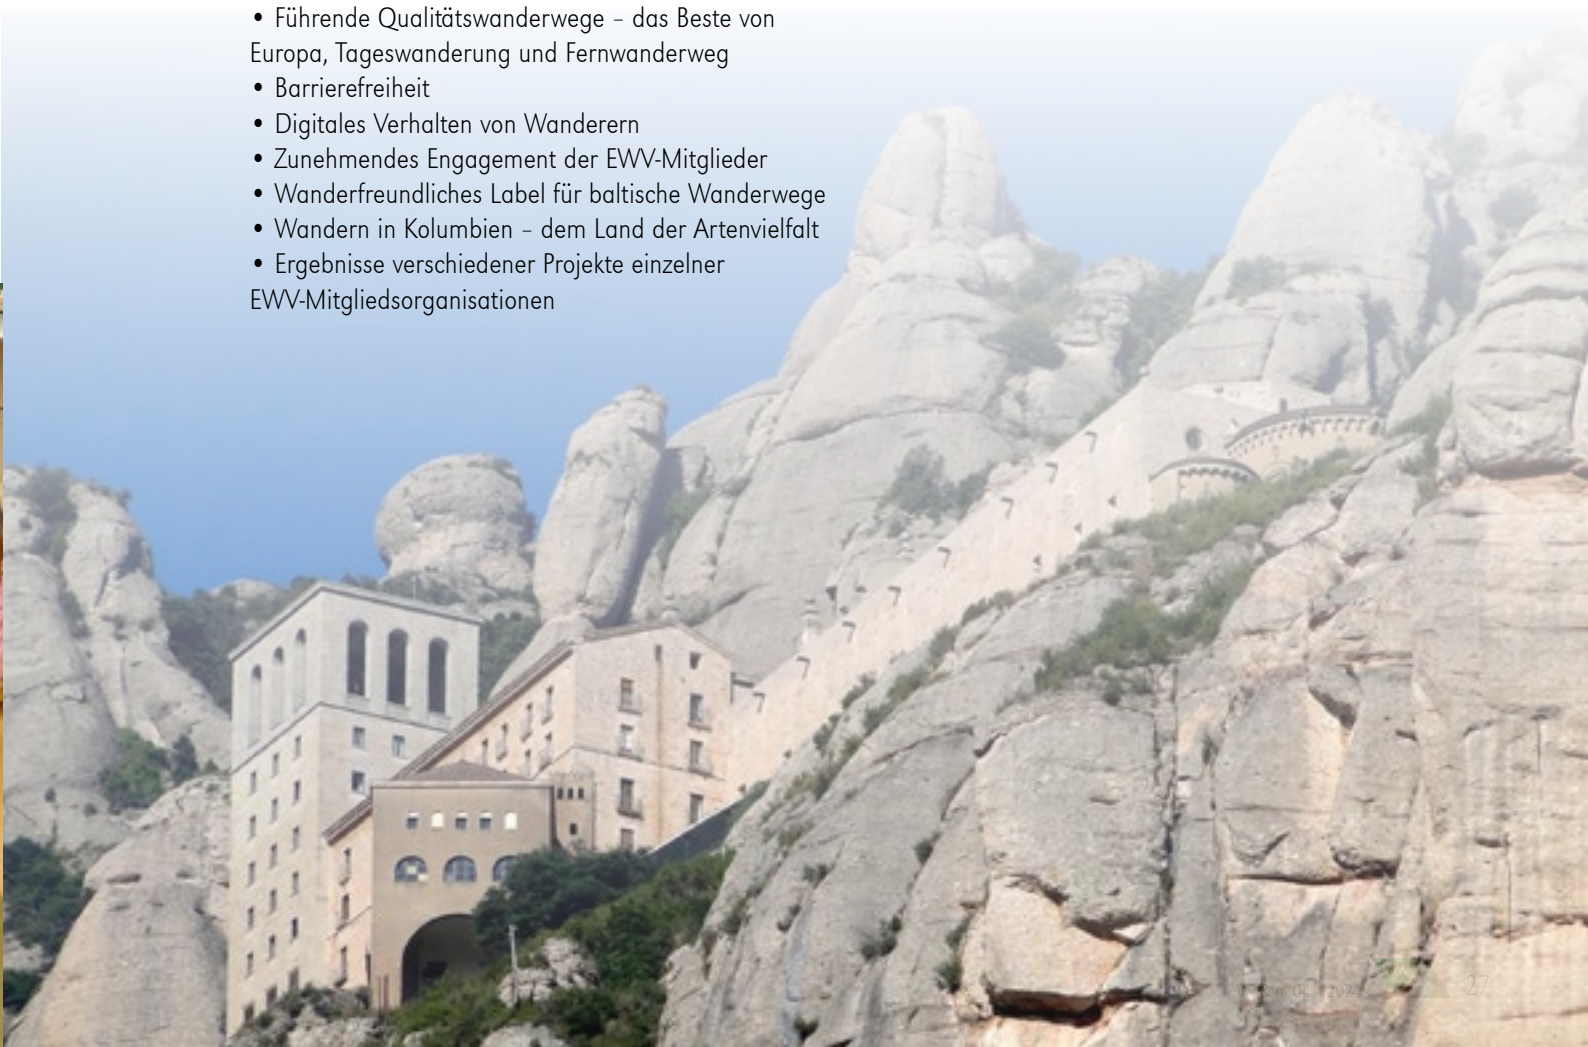 • Führende Qualitätswanderwege – das Beste von
Europa, Tageswanderung und Fernwanderweg
• Barrierefreiheit
• Digitales Verhalten von Wanderern
• Zunehmendes Engagement der EWV-Mitglieder
• Wanderfreundliches Label für baltische Wanderwege
• Wandern in Kolumbien – dem Land der Artenvielfalt
• Ergebnisse verschiedener Projekte einzelner
EWV-Mitgliedsorganisationen
27